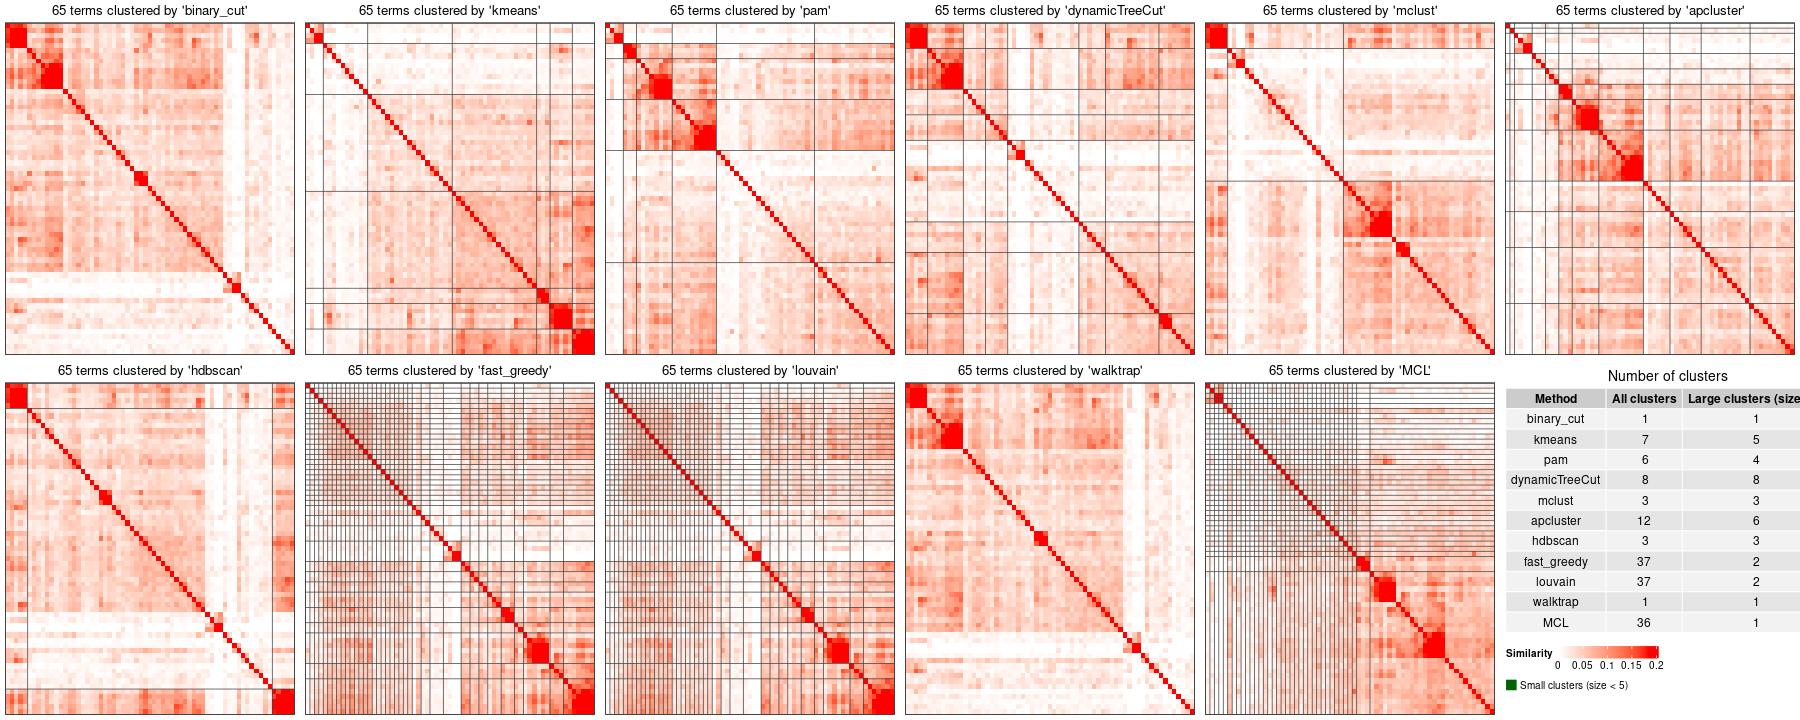 65 terms clustered by 'binary_cut'
65 terms clustered by 'kmeans'
65 terms clustered by 'pam'
65 terms clustered by 'dynamicTreeCut'
65 terms clustered by 'mclust'
65 terms clustered by 'apcluster'
65 terms clustered by 'hdbscan'
65 terms clustered by 'fast_greedy'
65 terms clustered by 'louvain'
65 terms clustered by 'walktrap'
65 terms clustered by 'MCL'
Number of clusters
Method All clusters Large clusters (size
binary_cut 1 1
kmeans 7 5
pam 6 4
dynamicTreeCut 8 8
mclust 3 3
apcluster 12 6
hdbscan 3 3
fast_greedy 37 2
louvain 37 2
walktrap 1 1
MCL 36 1
Similarity
0 0.05 0.1 0.15 0.2
Small clusters (size < 5)